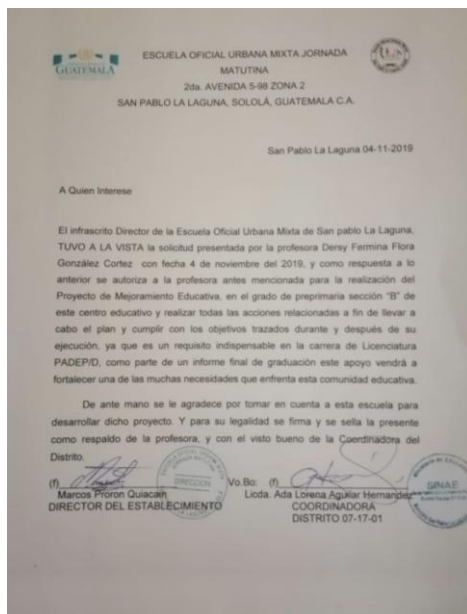 GUATEMALA
ESCUELA OFICIAL URBANA MIXTA JORNADA
MATUTINA
2da. AVENIDA 5-98 ZONA 2
SAN PABLO LA LAGUNA, SOLOLÁ, GUATEMALA C.A.
San Pablo La Laguna 04-11-2019
A Quien Interese
El infrascrito Director de la Escuela Oficial Urbana Mixta de San pablo La Laguna,
TUVO A LA VISTA la solicitud presentada por la profesora Dersy Fermina Flora
González Cortez con fecha 4 de noviembre del 2019, y como respuesta a lo
anterior se autoriza a la profesora antes mencionada para la realización del
Proyecto de Mejoramiento Educativa, en el grado de preprimaria sección "B" de
este centro educativo y realizar todas las acciones relacionadas a fin de llevar a
cabo el plan y cumplir con los objetivos trazados durante y después de su
ejecución, ya que es un requisito indispensable en la carrera de Licenciatura
PADEP/D, como parte de un informe final de graduación este apoyo vendrá a
fortalecer una de las muchas necesidades que enfrenta esta comunidad educativa.
De ante mano se le agradece por tomar en cuenta a esta escuela para
desarrollar dicho proyecto. Y para su legalidad se firma y se sella la presente
como respaldo de la profesora, y con el visto bueno de la Coordinadora del
Distrito.
(f) Vo.Bo: (f)
Marcos Proron Quiacain Licda. Ada Lorena Aguilar Hernandez
DIRECTOR DEL ESTABLECIMIENTO COORDINADORA
DISTRITO 07-17-01
DIRECCION
SINAE